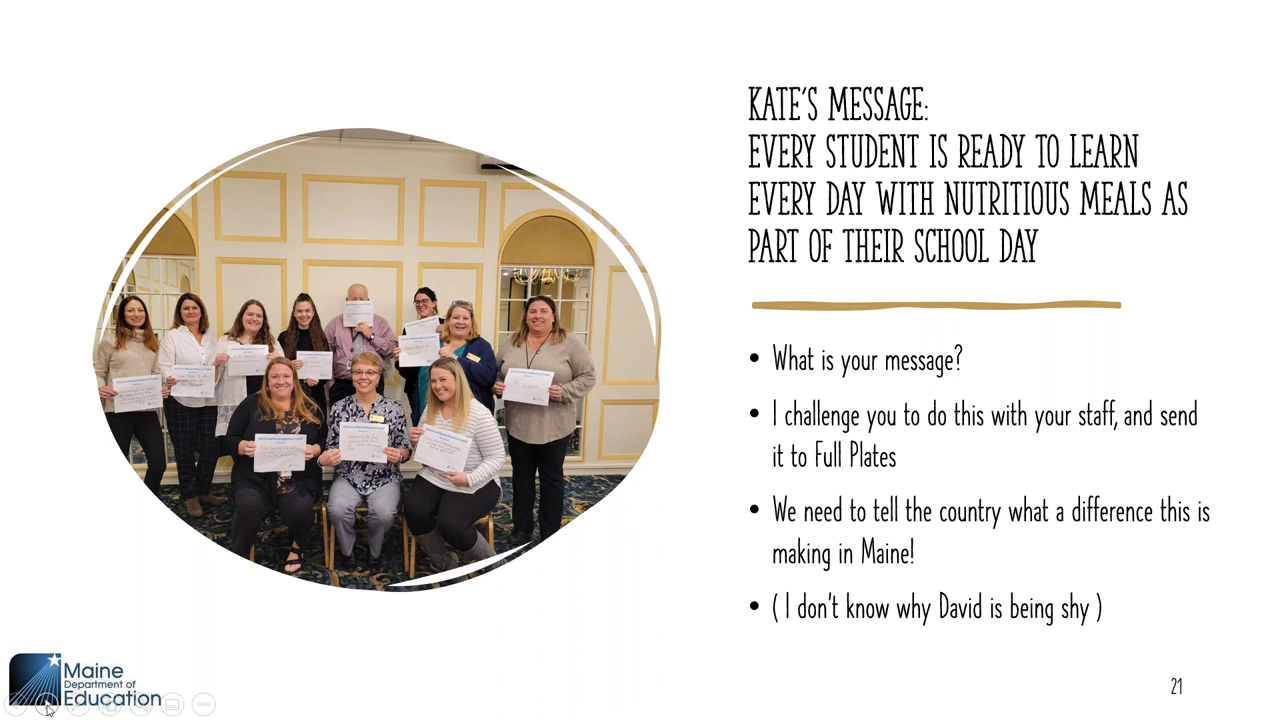 KATE'S MESSAGE:
EVERY STUDENT IS READY TO LEARN
EVERY DAY WITH NUTRITIOUS MEALS AS
PART OF THEIR SCHOOL DAY
• What is your message?
• I challenge you to do this with your staff, and send
it to Full Plates
• We need to tell the country what a difference this is
making in Maine!
• ( I don't know why David is being shy )
Maine
Department of
Education
21